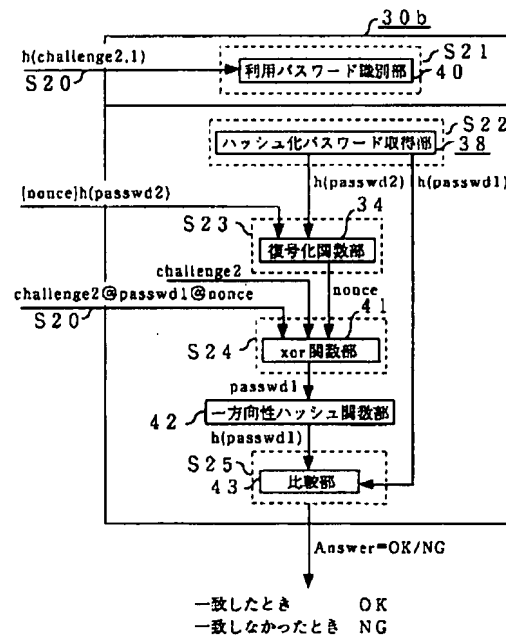 30b
h(challenge2,1)
S20
S21
利用パスワード識別部
40
S22
ハッシュ化パスワード取得部
38
h(passwd2)
h(passwd1)
{nonce}h(passwd2)
S23
34
復号化関数部
challenge2
nonce
challenge2@passwd1@nonce
S20
41
S24
xor関数部
passwd1
42
一方向性ハッシュ関数部
h(passwd1)
S25
43
比較部
Answer=OK/NG
一致したとき OK
一致しなかったとき NG